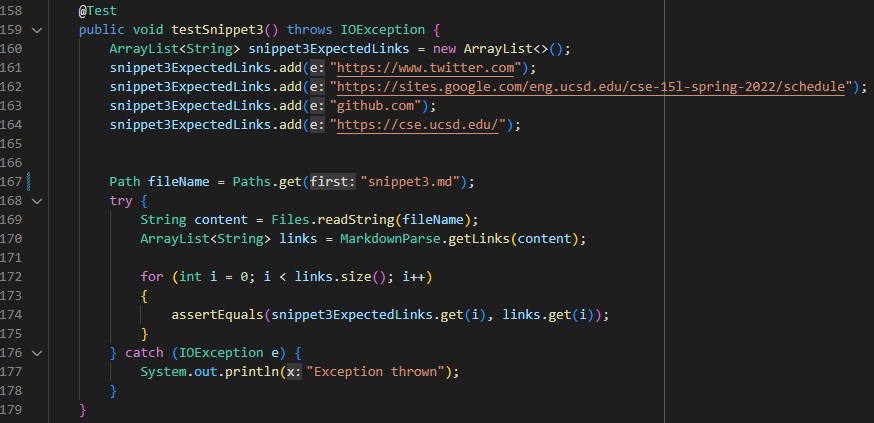 158 @Test
159 public void testSnippet3() throws IOException {
160 ArrayList<String> snippet3ExpectedLinks = new ArrayList<>();
161 snippet3ExpectedLinks.add(e: "https://www.twitter.com");
162 snippet3ExpectedLinks.add(e: "https://sites.google.com/eng.ucsd.edu/cse-15l-spring-2022/schedule");
163 snippet3ExpectedLinks.add(e: "github.com");
164 snippet3ExpectedLinks.add(e: "https://cse.ucsd.edu/");
165
166
167 Path fileName = Paths.get(first: "snippet3.md");
168 try {
169 String content = Files.readString(fileName);
170 ArrayList<String> links = MarkdownParse.getLinks(content);
171
172 for (int i = 0; i < links.size(); i++)
173 {
174 assertEquals(snippet3ExpectedLinks.get(i), links.get(i));
175 }
176 } catch (IOException e) {
177 System.out.println(x: "Exception thrown");
178 }
179 }